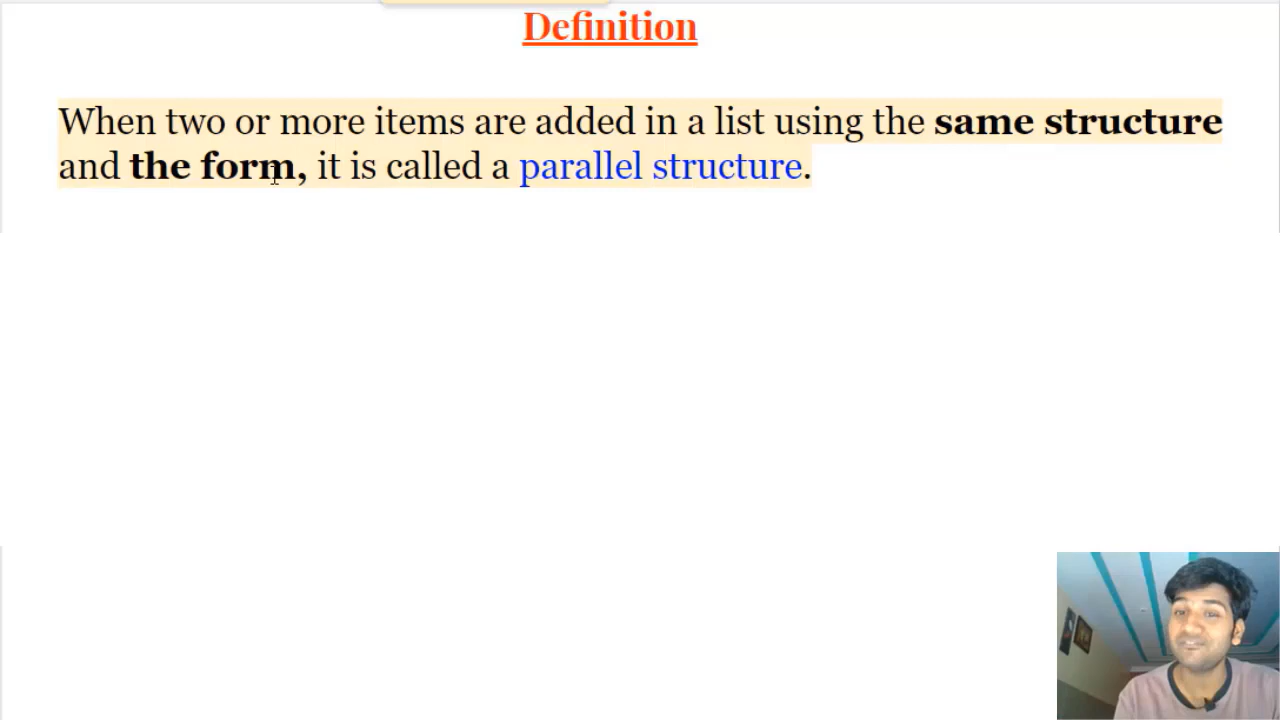 Definition
When two or more items are added in a list using the same structure
and the form, it is called a parallel structure.